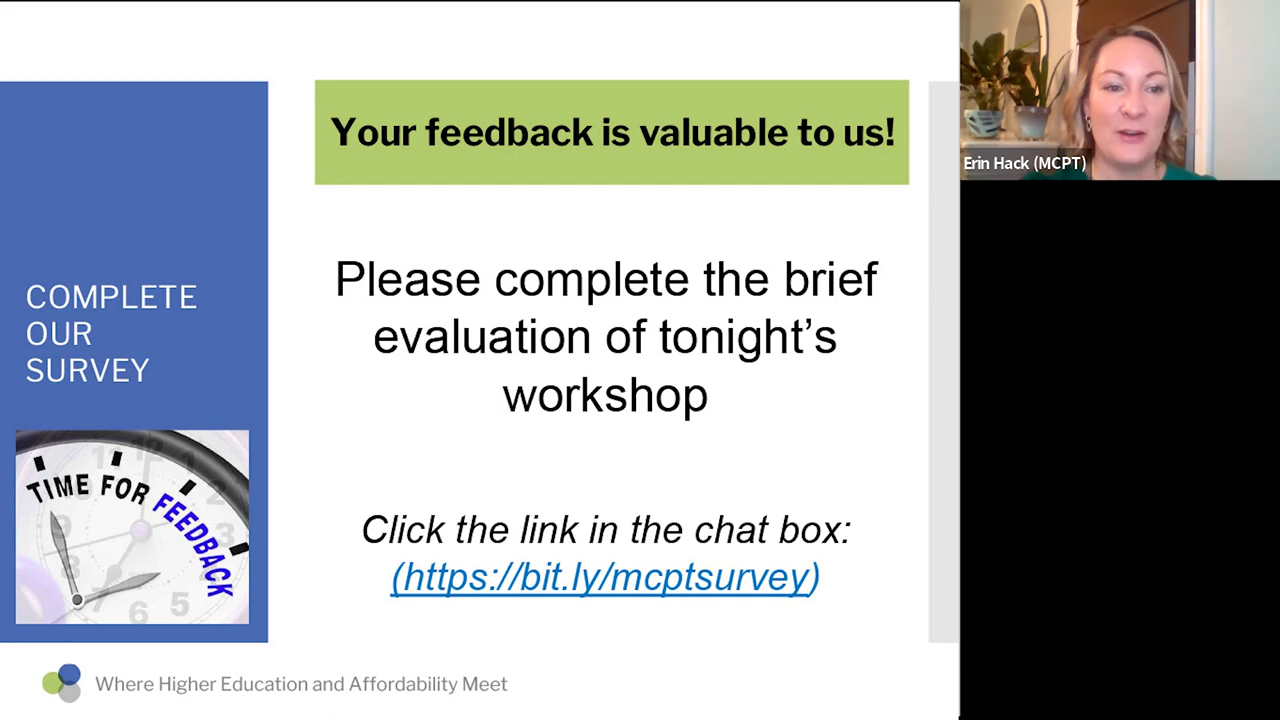 Your feedback is valuable to us!
Erin Hack (MCPT)
Please complete the brief
evaluation of tonight’s
workshop
COMPLETE
OUR
SURVEY
TIME FOR FEEDBACK
Click the link in the chat box:
(https://bit.ly/mcptsurvey)
Where Higher Education and Affordability Meet